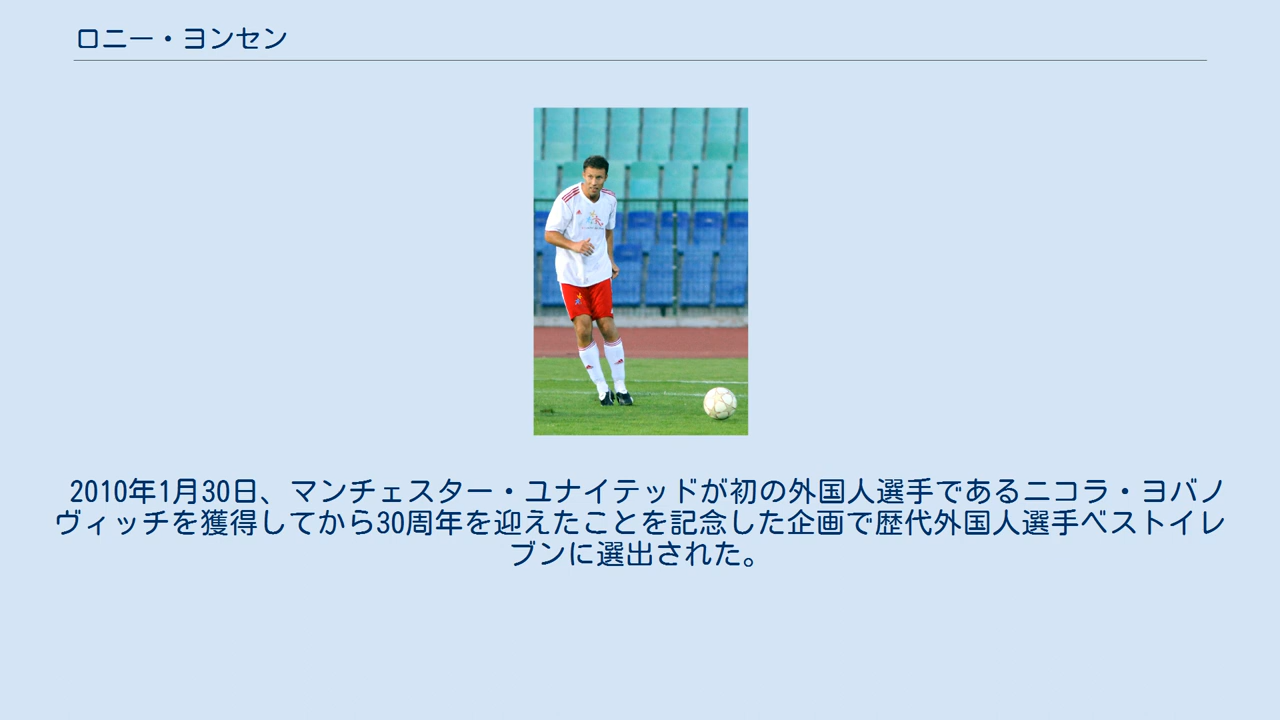 ロニー・ヨンセン
2010年1月30日、マンチェスター・ユナイテッドが初の外国人選手であるニコラ・ヨバノ
ヴィッチを獲得してから30周年を迎えたことを記念した企画で歴代外国人選手ベストイレ
ブンに選出された。